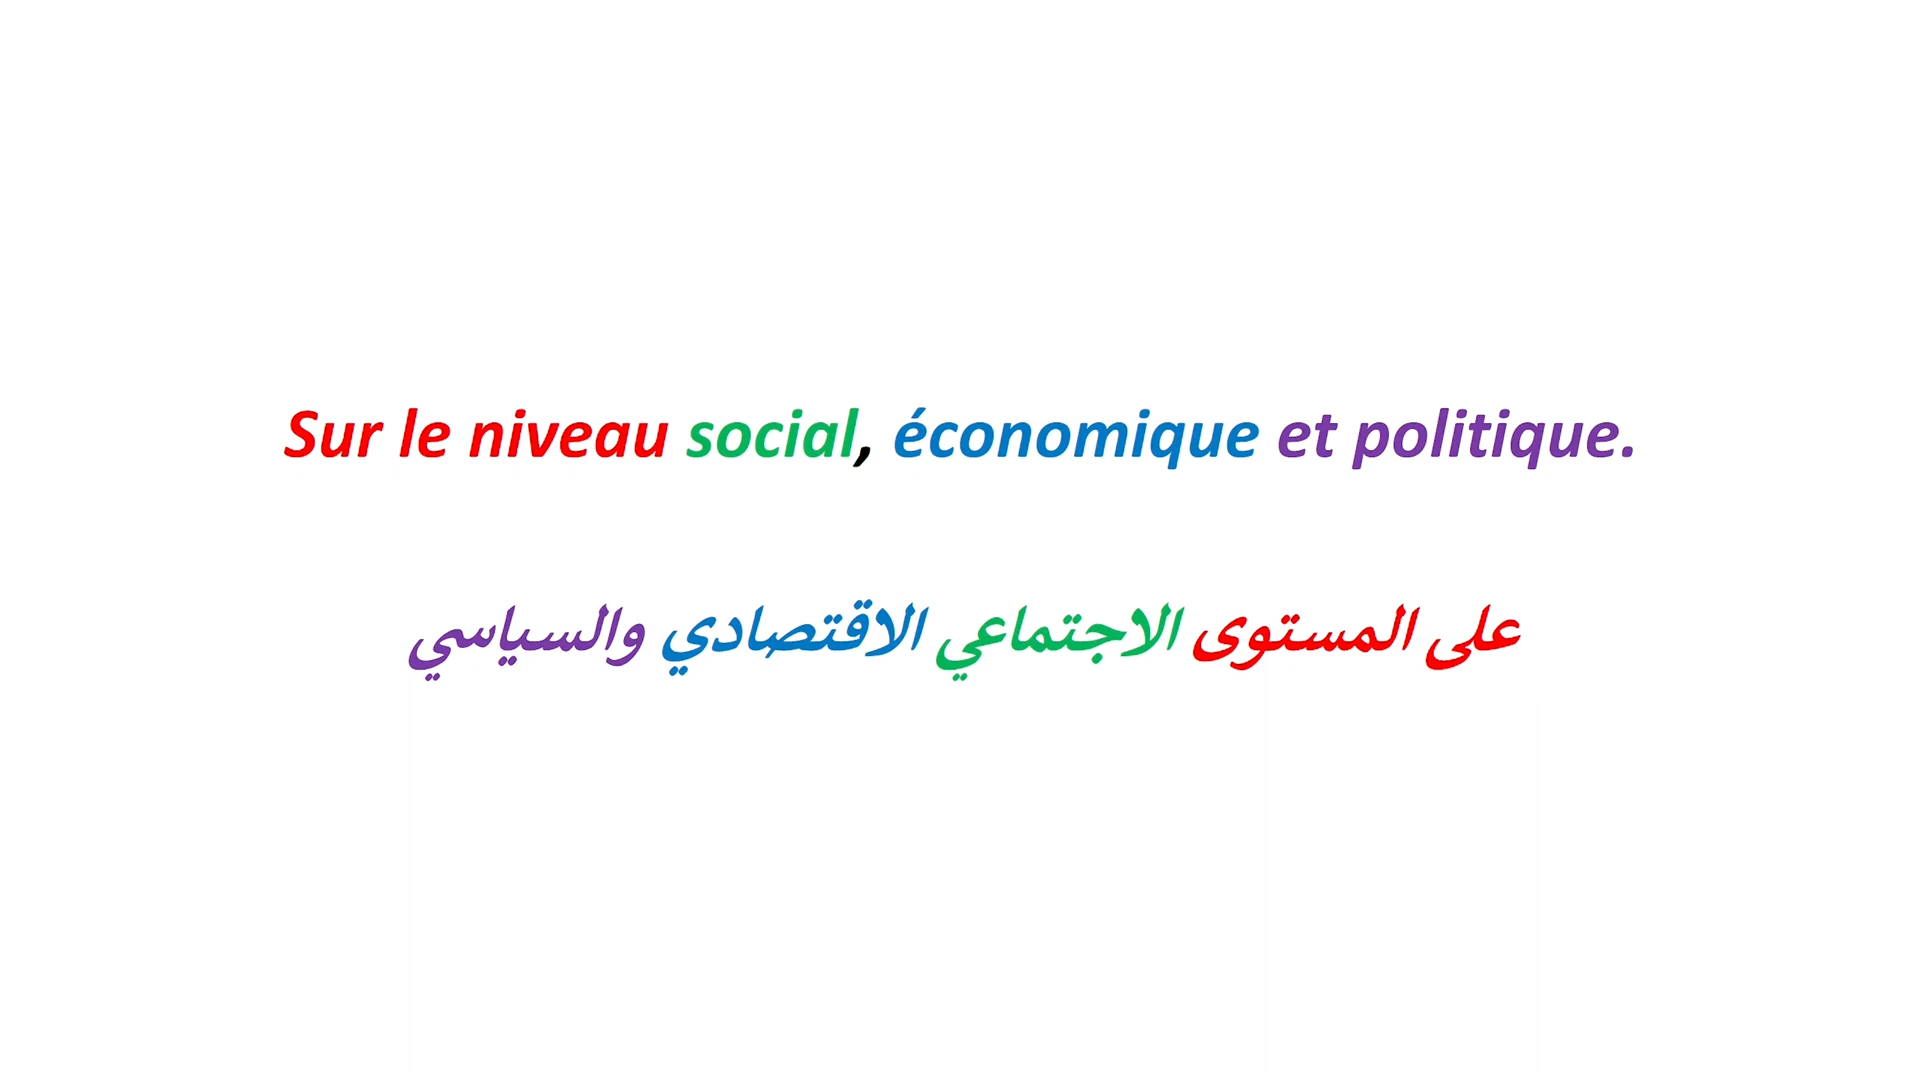 Sur le niveau social, économique et politique.
على المستوى الاجتماعي الاقتصادي والسياسي